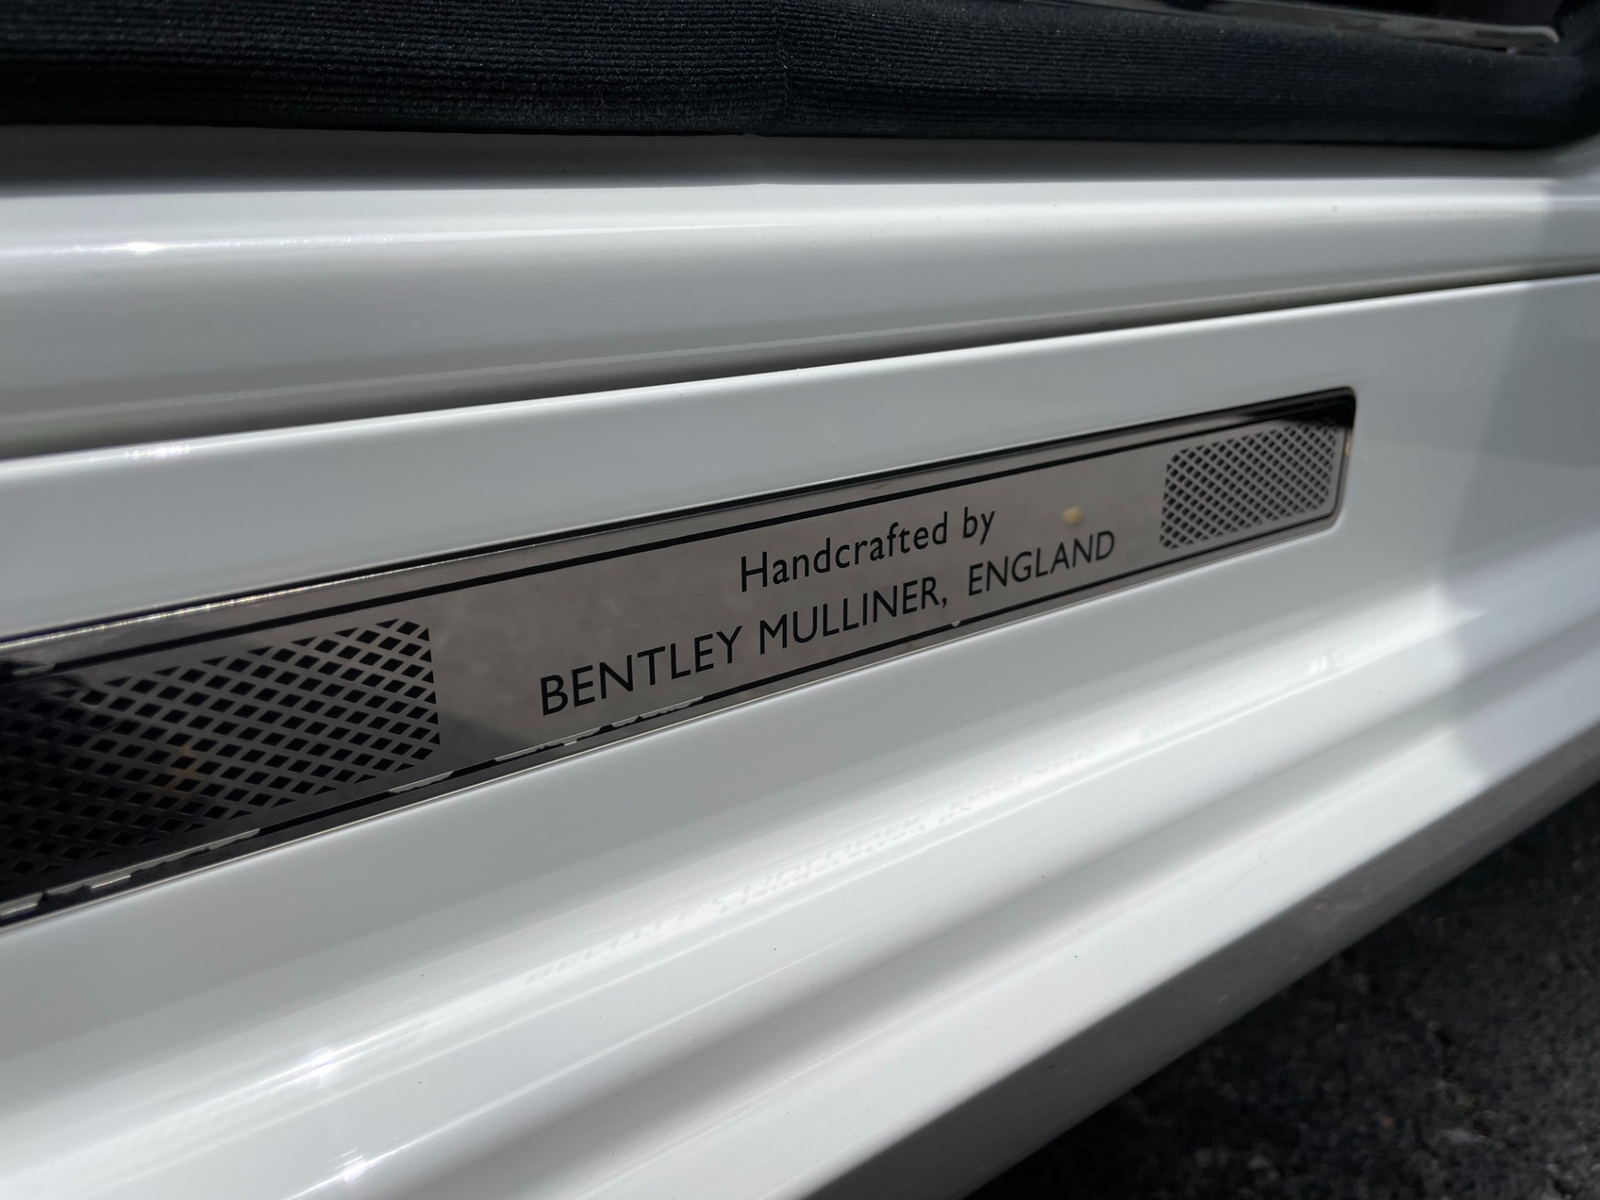 Handcrafted by
BENTLEY MULLINER, ENGLAND